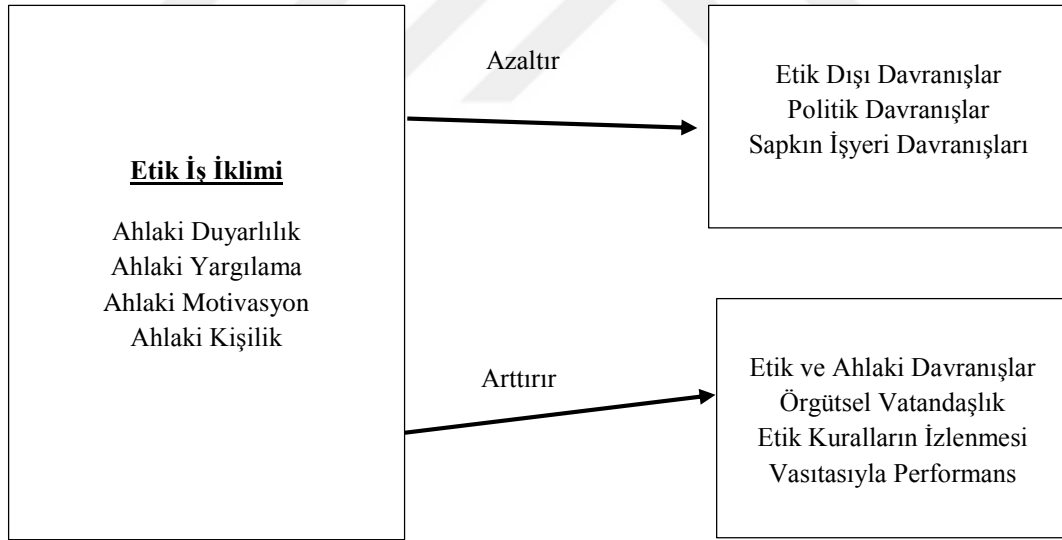 Etik İş İklimi
Ahlaki Duyarlılık
Ahlaki Yargılama
Ahlaki Motivasyon
Ahlaki Kişilik
Azaltır
Etik Dışı Davranışlar
Politik Davranışlar
Sapkın İşyeri Davranışları
Arttırır
Etik ve Ahlaki Davranışlar
Örgütsel Vatandaşlık
Etik Kuralların İzlenmesi
Vasıtasıyla Performans